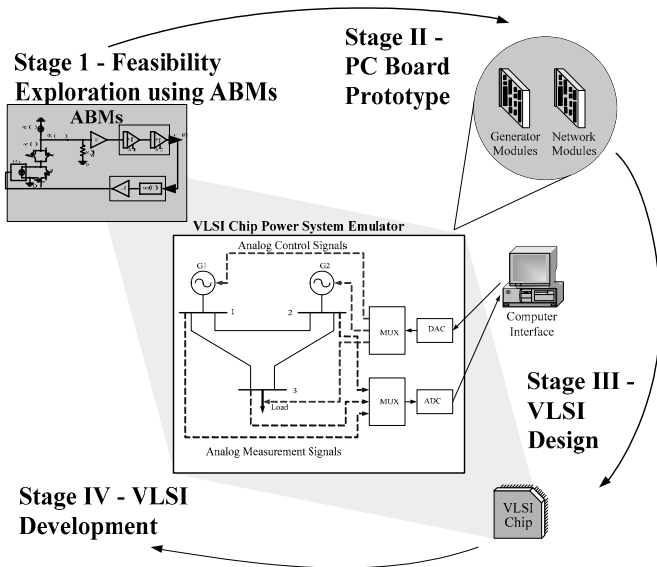 Stage 1 - Feasibility
Exploration using ABMs
ABMs
Stage II -
PC Board
Prototype
Generator
Modules
Network
Modules
VLSI Chip Power System Emulator
Analog Control Signals
G1
G2
1
2
3
Load
MUX
DAC
MUX
ADC
Analog Measurement Signals
Computer
Interface
Stage III -
VLSI
Design
VLSI
Chip
Stage IV - VLSI
Development